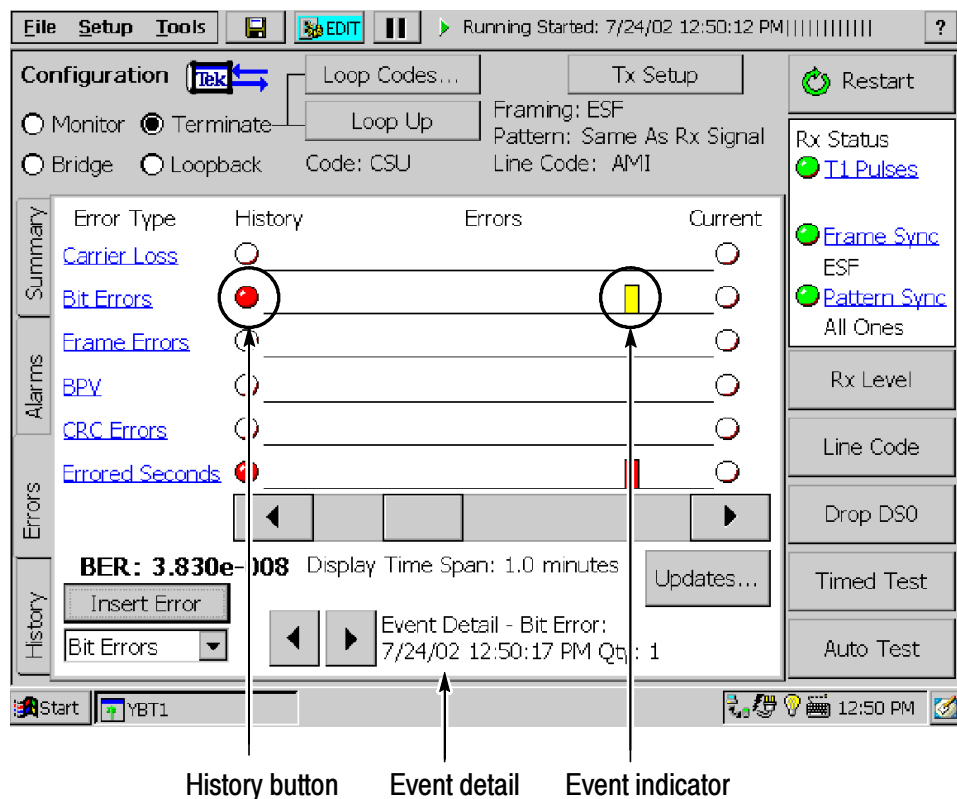 File Setup Tools EDIT Running Started: 7/24/02 12:50:12 PM ?
Configuration Tek Loop Codes... Tx Setup
Restart
Monitor Terminate Loop Up
Framing: ESF
Pattern: Same As Rx Signal
Bridge Loopback Code: CSU Line Code: AMI
Rx Status
T1 Pulses
Frame Sync
ESF
Pattern Sync
All Ones
Rx Level
Line Code
Drop DS0
Timed Test
Auto Test
Summary
Alarms
Errors
History
Error Type History Errors Current
Carrier Loss
Bit Errors
Frame Errors
BPV
CRC Errors
Errored Seconds
BER: 3.830e-008 Display Time Span: 1.0 minutes Updates...
Insert Error
Bit Errors
Event Detail - Bit Error:
7/24/02 12:50:17 PM Qty: 1
Start YBT1 12:50 PM
History button Event detail Event indicator